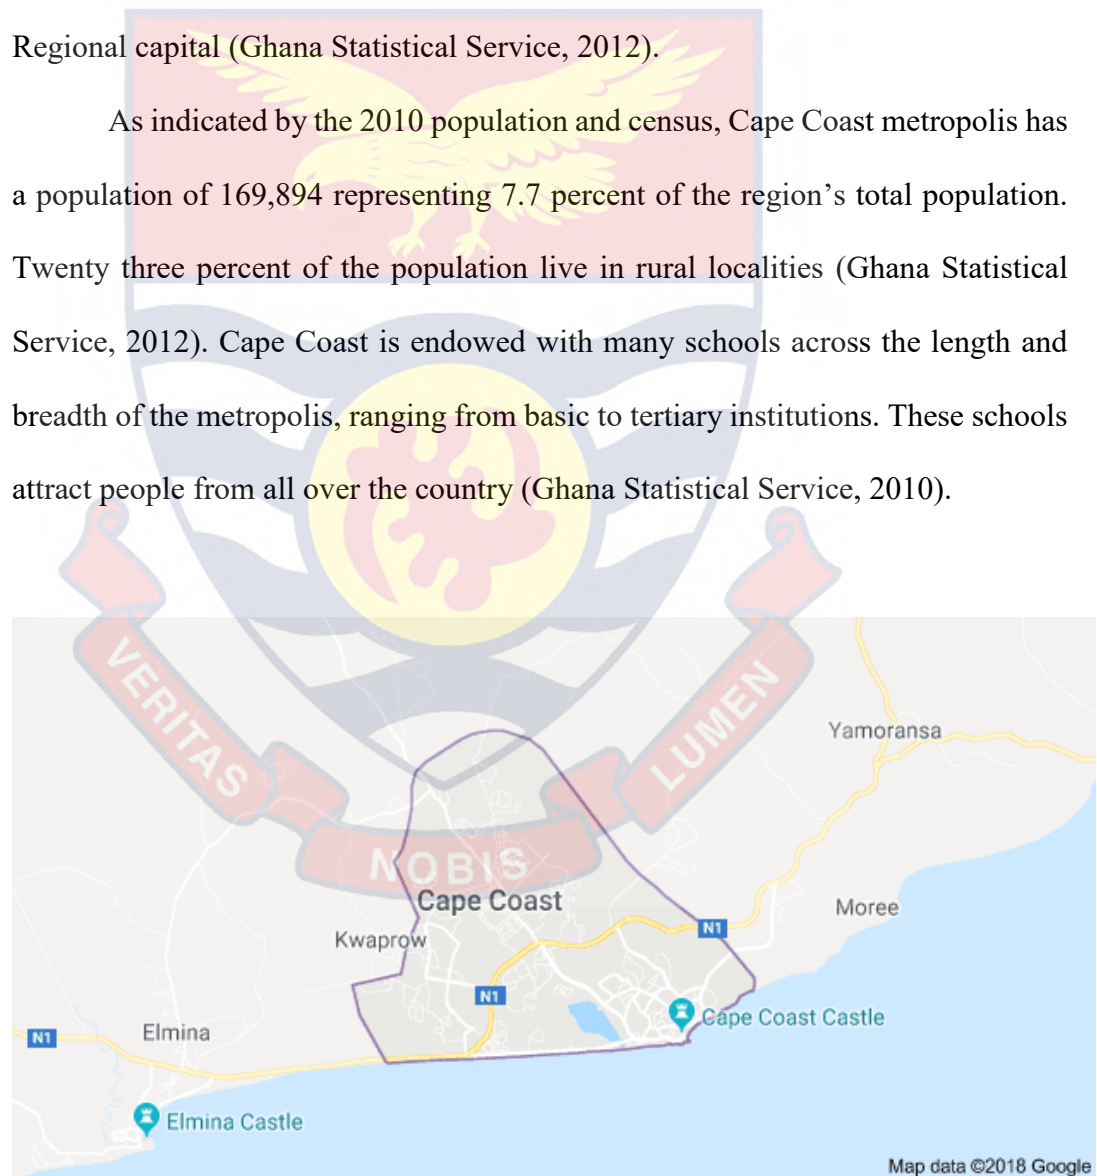 Regional capital (Ghana Statistical Service, 2012).
As indicated by the 2010 population and census, Cape Coast metropolis has
a population of 169,894 representing 7.7 percent of the region’s total population.
Twenty three percent of the population live in rural localities (Ghana Statistical
Service, 2012). Cape Coast is endowed with many schools across the length and
breadth of the metropolis, ranging from basic to tertiary institutions. These schools
attract people from all over the country (Ghana Statistical Service, 2010).
VERITAS
NOBIS
LUMEN
Yamoransa
Cape Coast
Moree
N1
Kwaprow
N1
Cape Coast Castle
N1
Elmina
Elmina Castle
Map data ©2018 Google